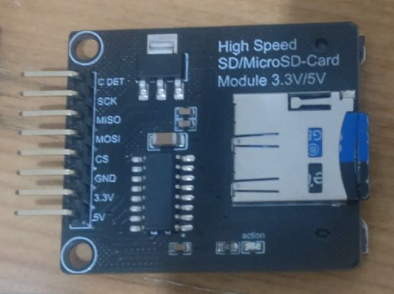 High Speed
SD/MicroSD-Card
Module 3.3V/5V
C DET
SCK
MISO
MOSI
CS
GND
3.3V
5V
action